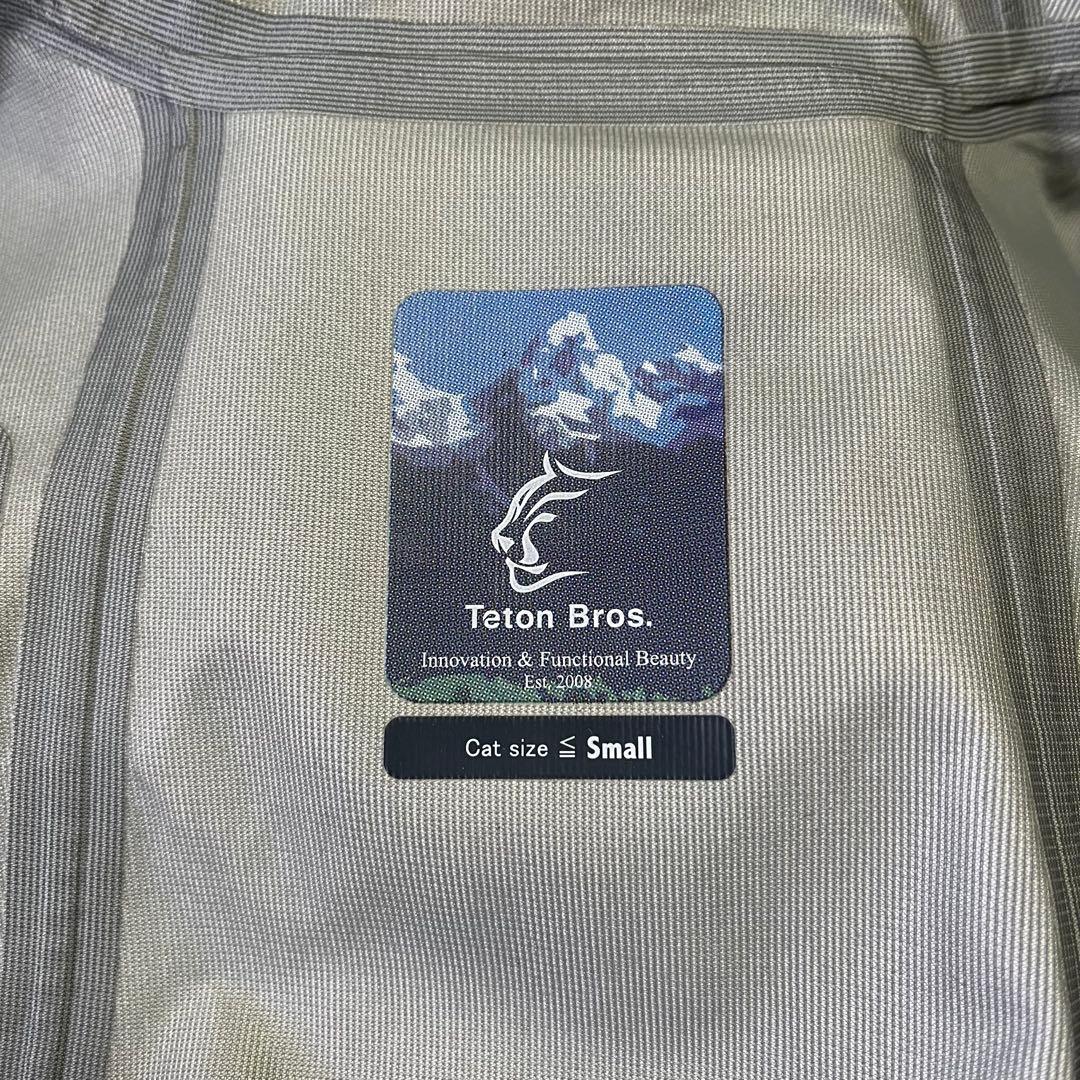 Teton Bros.
Innovation & Functional Beauty
Est. 2008
Cat size ≦ Small